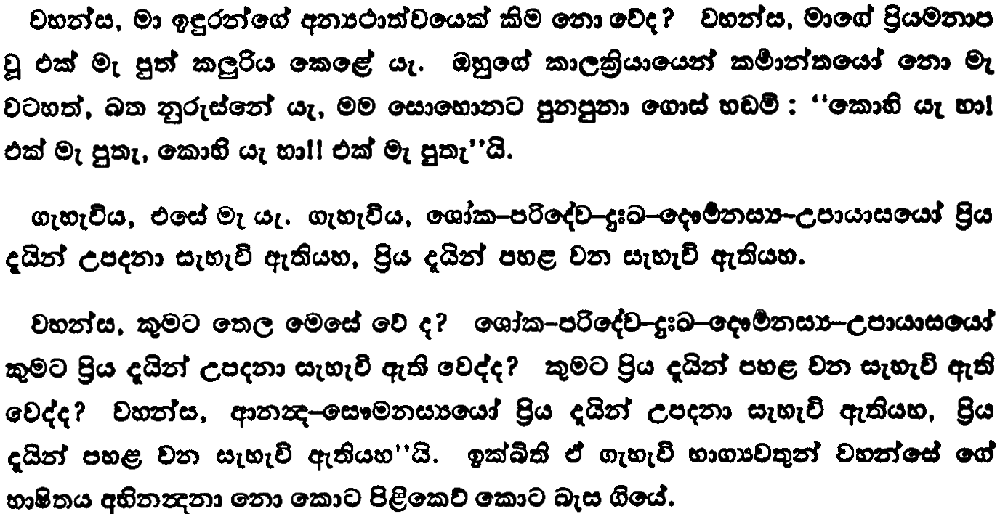 වහන්ස, මා ඉඳුරන්ගේ අන්‍යථාත්වයෙක් කිම නො වේද? වහන්ස, මාගේ ප්‍රියමනාප
වූ එක් මැ පුත් කලුරිය කෙළේ යැ. ඔහුගේ කාලක්‍රියායෙන් කර්‍මාන්තයෝ නො මැ
වටහත්, බත නුරුස්නේ යැ, මම සොහොනට පුනපුනා ගොස් හඬමි : “කොහි යැ හා!
එක් මැ පුතැ, කොහි යැ හා!! එක් මැ පුතැ”යි.
ගැහැවිය, එසේ මැ යැ. ගැහැවිය, ශෝක–පරිදේව–දුඃඛ–දෞර්‍මනස්‍ය–උපායාසයෝ ප්‍රිය
දැයින් උපදනා සැහැවි ඇතියහ, ප්‍රිය දැයින් පහළ වන සැහැවි ඇතියහ.
වහන්ස, කුමට තෙල මෙසේ වේ ද? ශෝක–පරිදේව–දුඃඛ–දෞර්‍මනස්‍ය–උපායාසයෝ
කුමට ප්‍රිය දැයින් උපදනා සැහැවි ඇති වෙද්ද? කුමට ප්‍රිය දැයින් පහළ වන සැහැවි ඇති
වෙද්ද? වහන්ස, ආනන්‍ද–සෞමනස්‍යයෝ ප්‍රිය දැයින් උපදනා සැහැවි ඇතියහ, ප්‍රිය
දැයින් පහළ වන සැහැවි ඇතියහ”යි. ඉක්බිති ඒ ගැහැවි භාග්‍යවතුන් වහන්සේ ගේ
භාෂිතය අභිනන්‍දනා නො කොට පිළිකෙව් කොට බැස ගියේ.